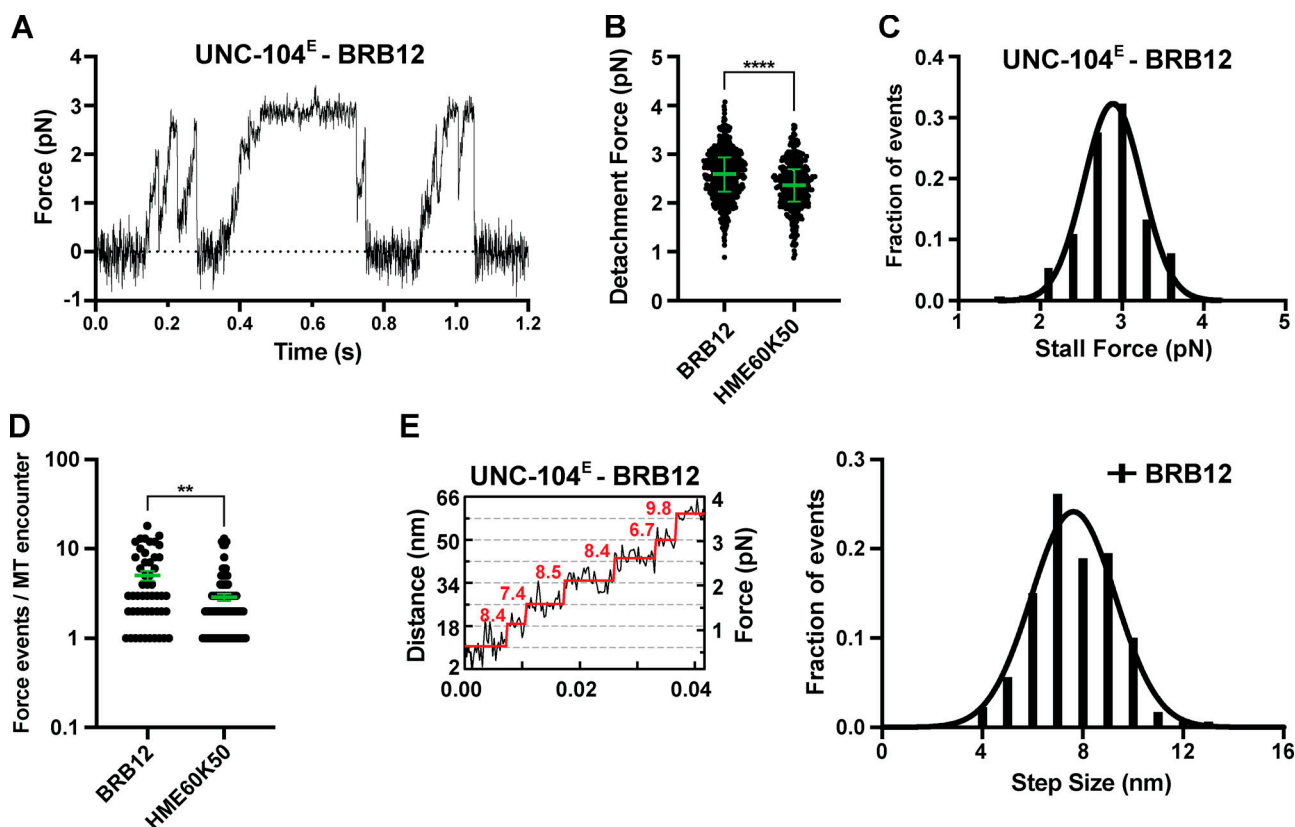 A
UNC-104E - BRB12
Force (pN)
4
3
2
1
0
-1
0.0 0.2 0.4 0.6 0.8 1.0 1.2
Time (s)
B
****
Detachment Force (pN)
5
4
3
2
1
0
BRB12
HME60K50
C
UNC-104E - BRB12
Fraction of events
0.4
0.3
0.2
0.1
0.0
1 2 3 4 5
Stall Force (pN)
D
**
Force events / MT encounter
100
10
1
0.1
BRB12
HME60K50
E
UNC-104E - BRB12
Distance (nm)
66
50
34
18
2
8.4
7.4
8.5
8.4
6.7
9.8
4
3
2
1
Force (pN)
0.00 0.02 0.04
BRB12
Fraction of events
0.3
0.2
0.1
0.0
0 4 8 12 16
Step Size (nm)